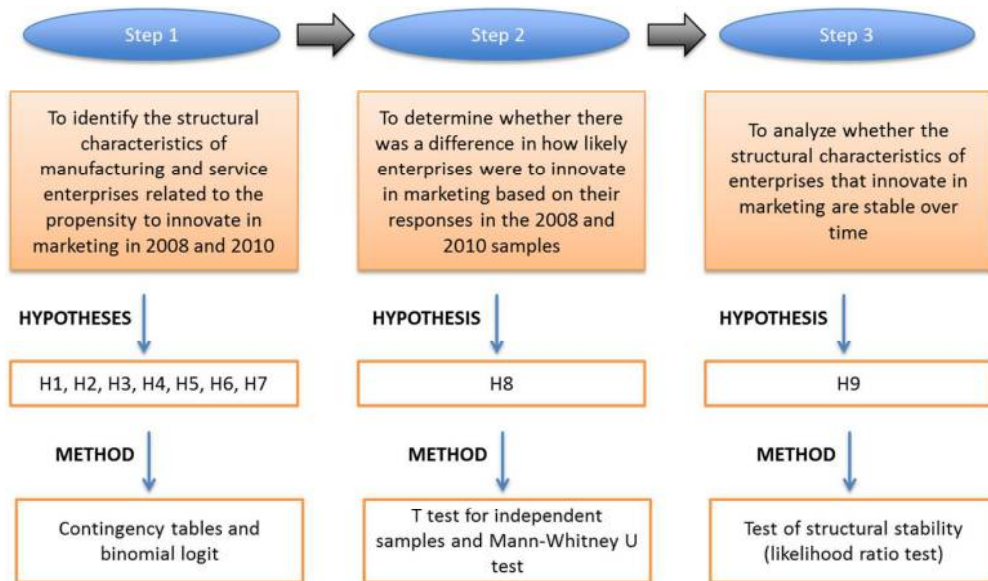 Step 1
Step 2
Step 3
To identify the structural
characteristics of
manufacturing and service
enterprises related to the
propensity to innovate in
marketing in 2008 and 2010
To determine whether there
was a difference in how likely
enterprises were to innovate
in marketing based on their
responses in the 2008 and
2010 samples
To analyze whether the
structural characteristics of
enterprises that innovate in
marketing are stable over
time
HYPOTHESES
HYPOTHESIS
HYPOTHESIS
H1, H2, H3, H4, H5, H6, H7
H8
H9
METHOD
METHOD
METHOD
Contingency tables and
binomial logit
T test for independent
samples and Mann-Whitney U
test
Test of structural stability
(likelihood ratio test)